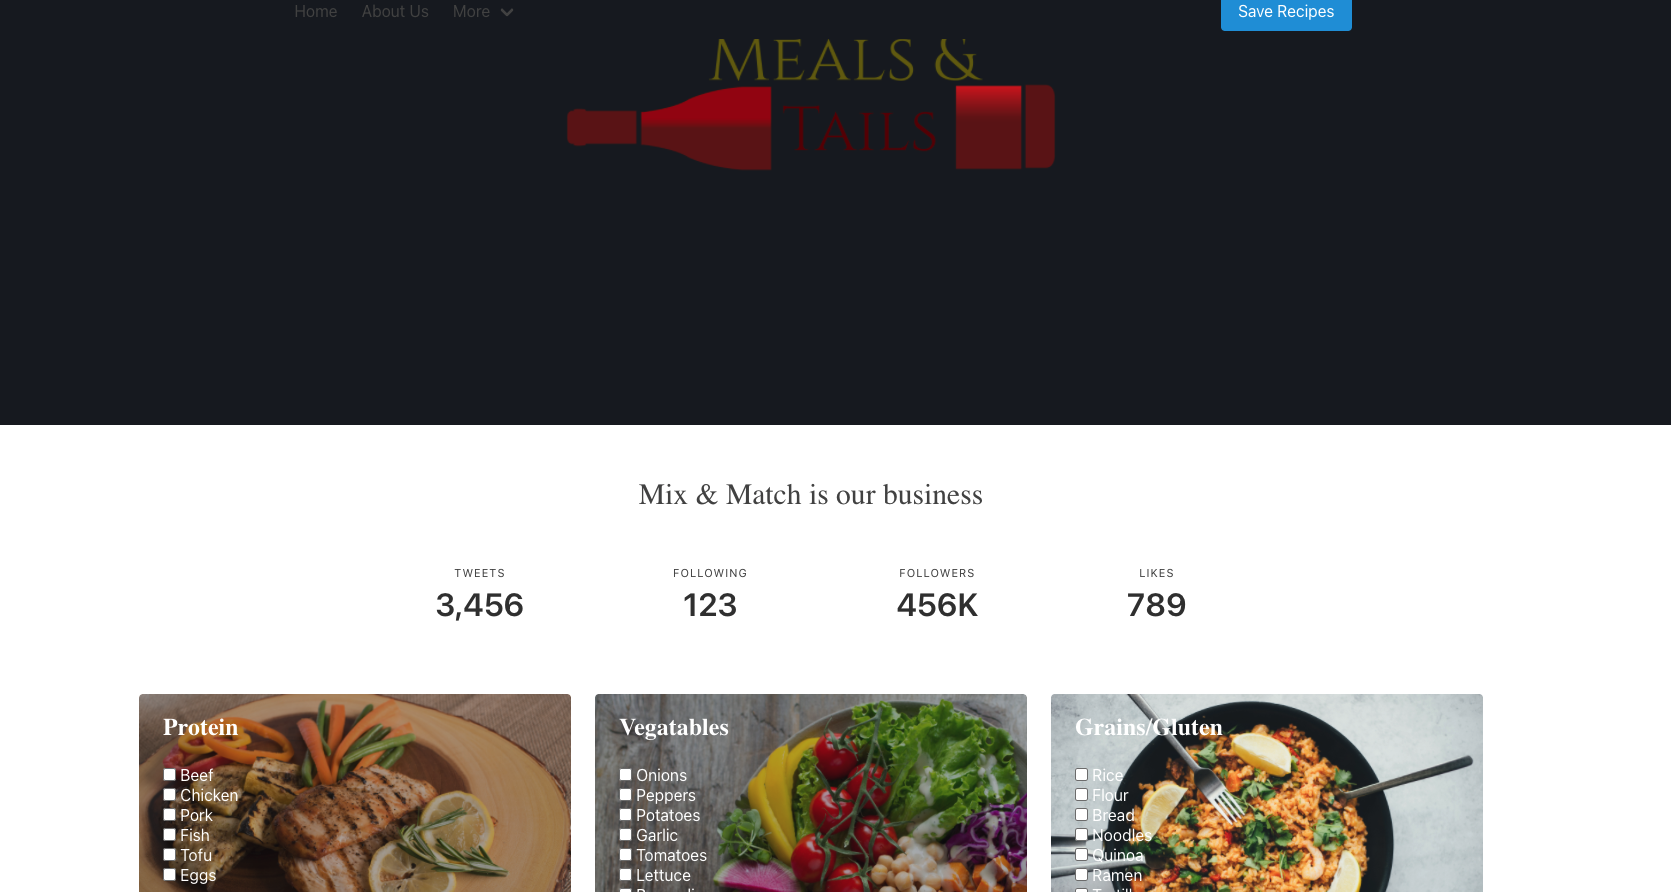 Home About Us More
Save Recipes
MEALS &
TAILS
Mix & Match is our business
TWEETS FOLLOWING FOLLOWERS LIKES
3,456 123 456K 789
Protein
Beef
Chicken
Pork
Fish
Tofu
Eggs
Vegatables
Onions
Peppers
Potatoes
Garlic
Tomatoes
Lettuce
Grains/Gluten
Rice
Flour
Bread
Noodles
Quinoa
Ramen